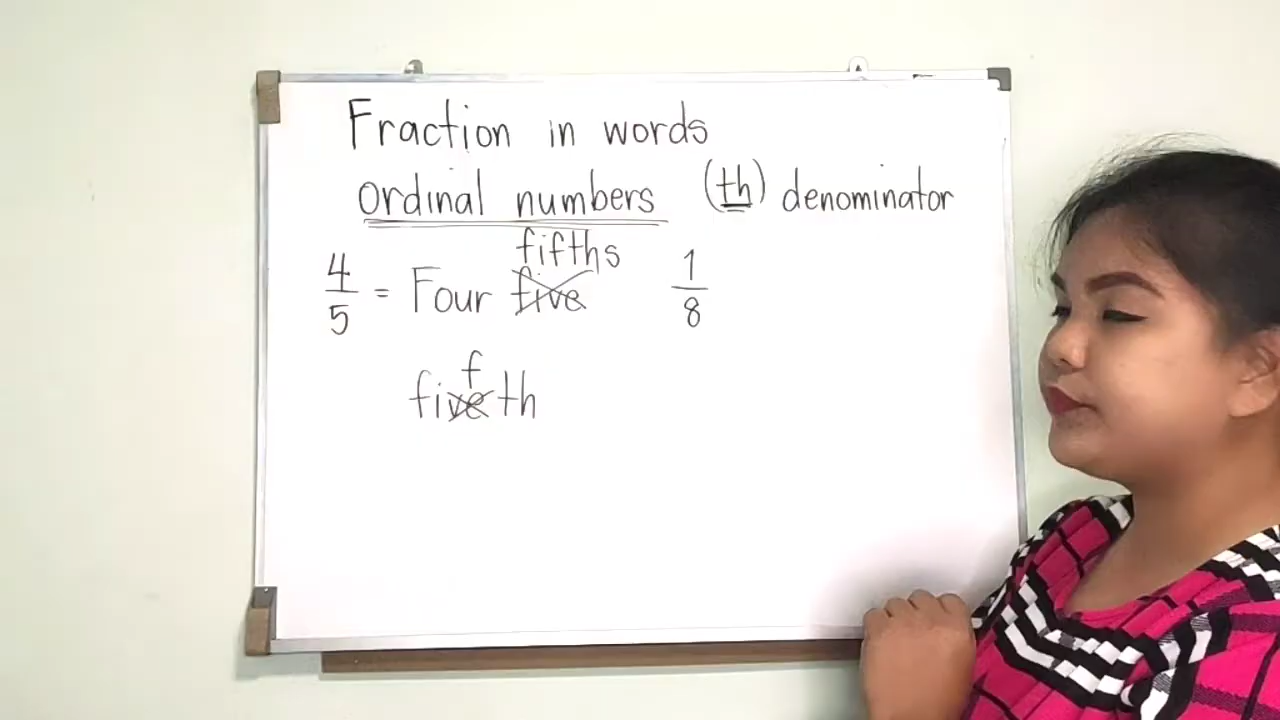 Fraction in words
Ordinal numbers (th) denominator
fifths
4/5 = Four five 1/8
f
fiveth